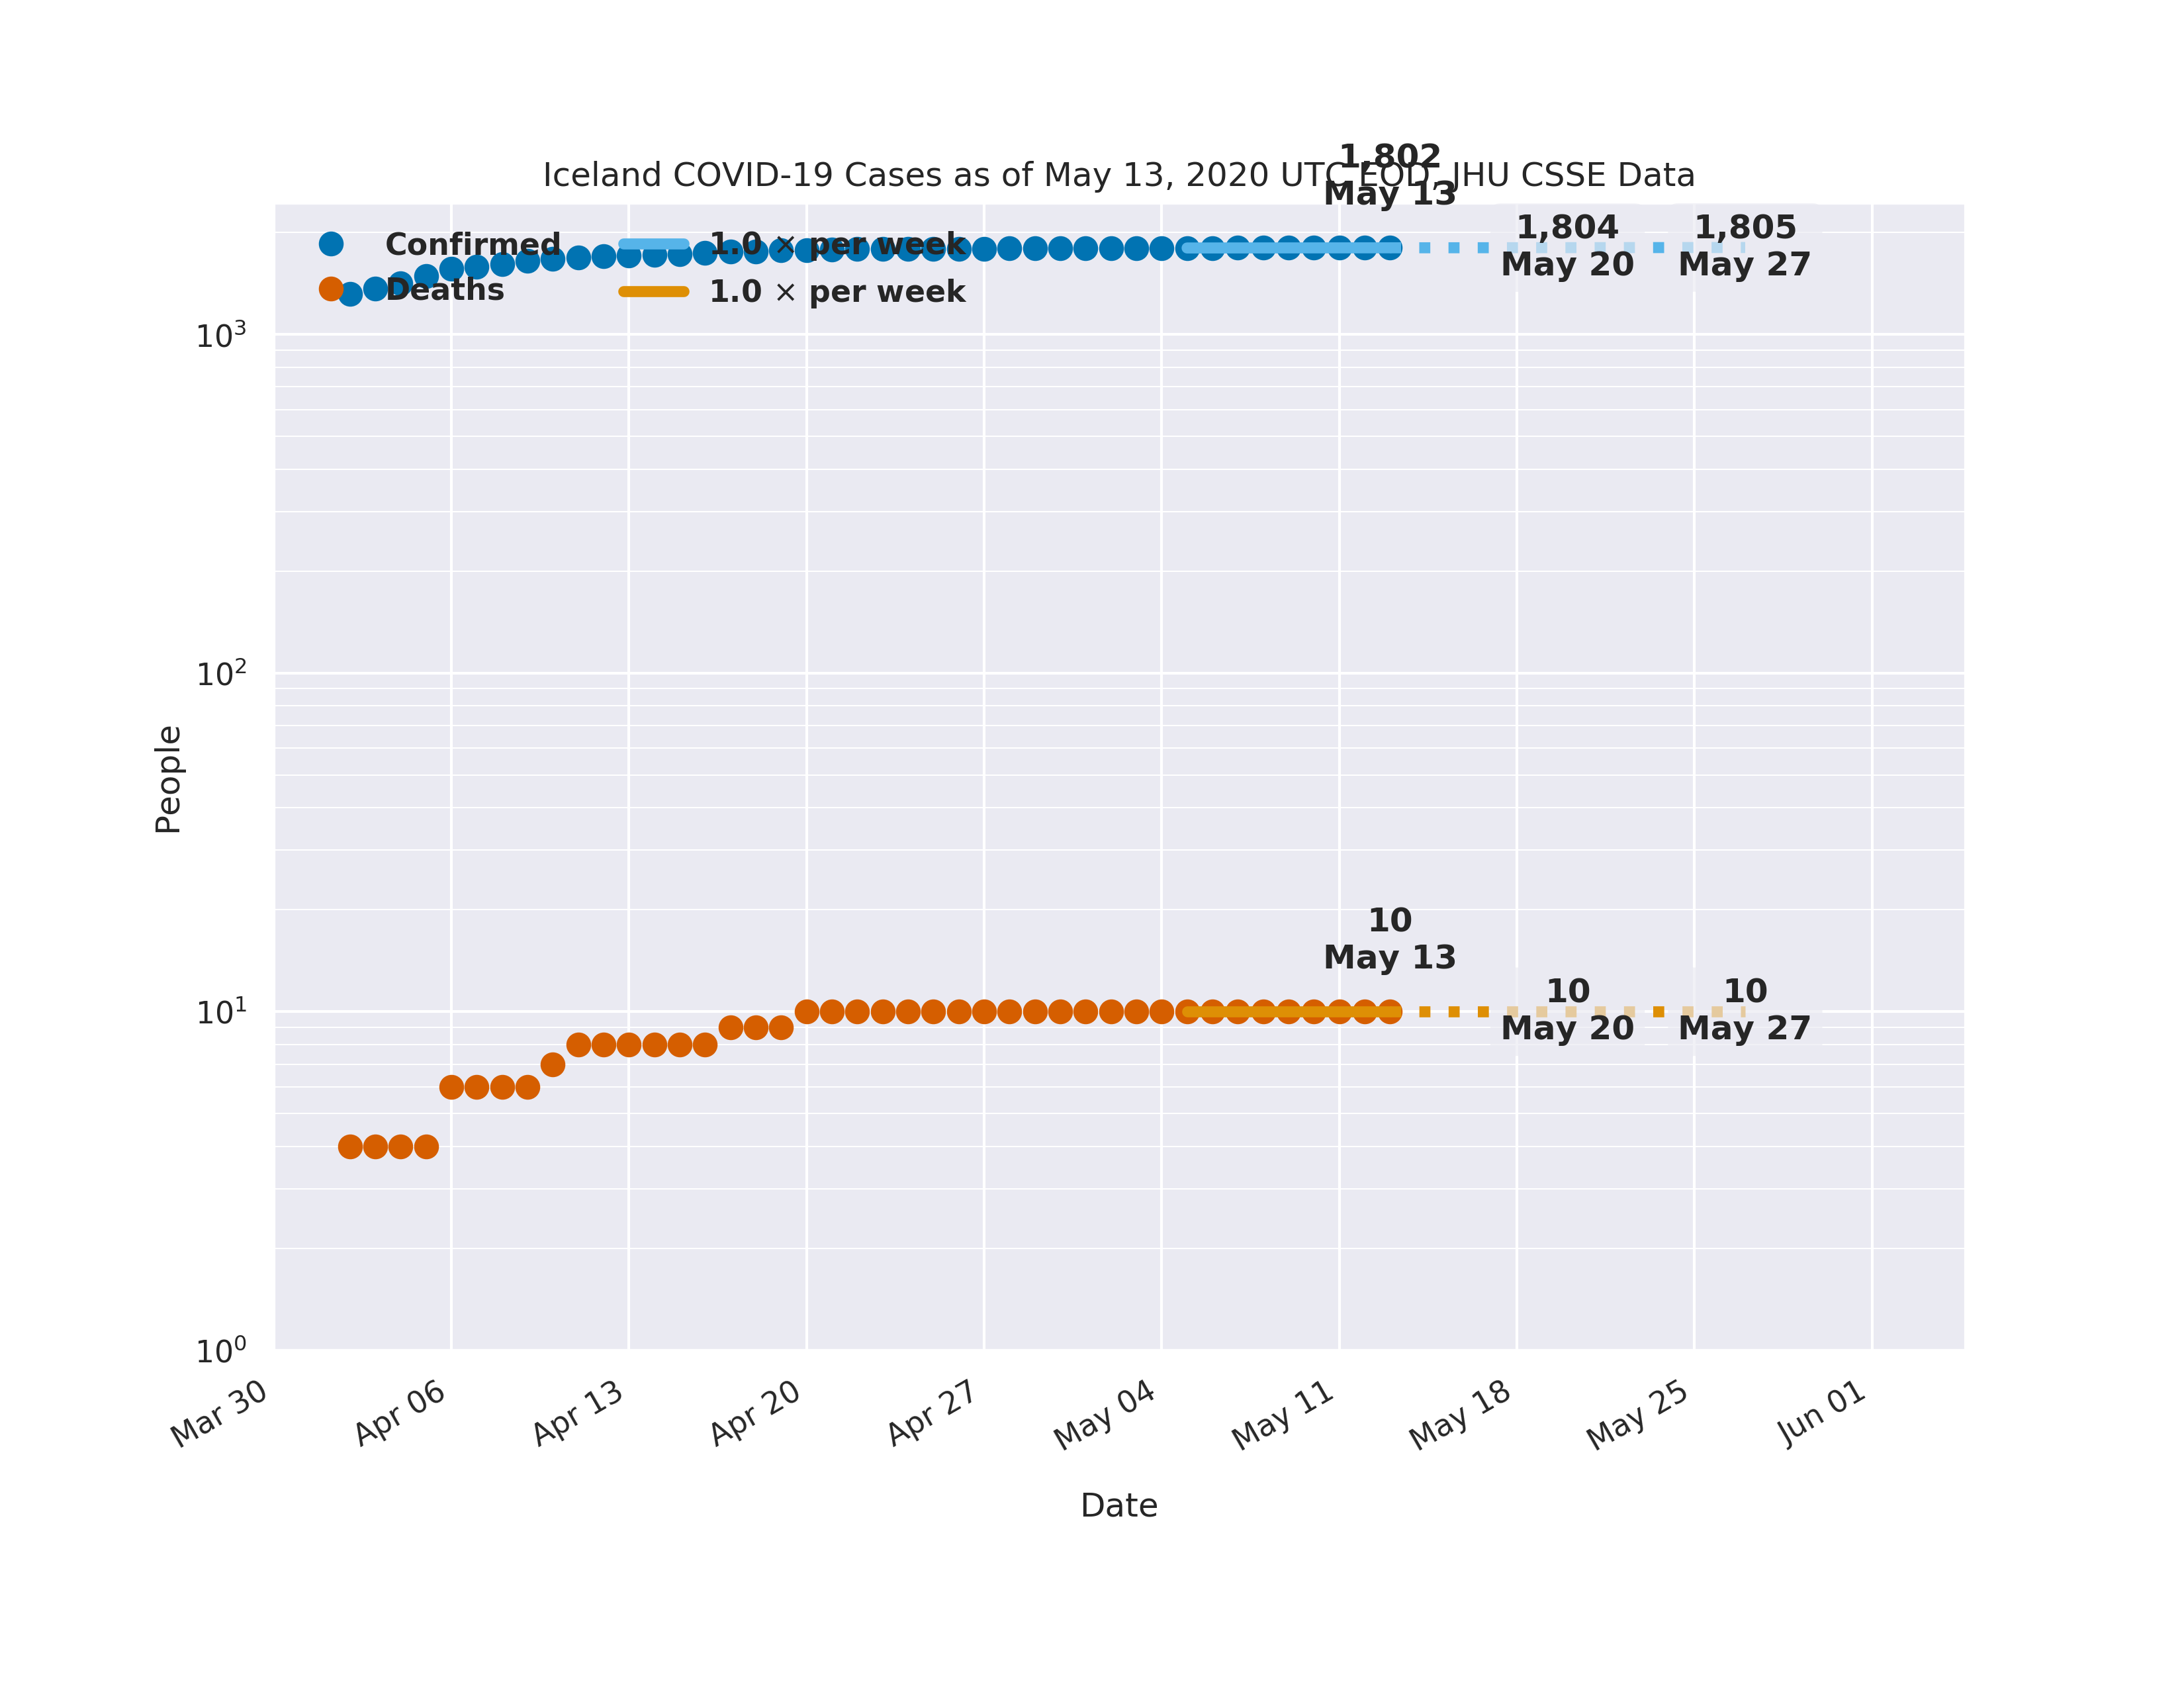 Iceland COVID-19 Cases as of May 13, 2020 UTC EOD, JHU CSSE Data
1,802
May 13
1,804
May 20
1,805
May 27
Confirmed
Deaths
1.0 × per week
1.0 × per week
10³
10²
10¹
10⁰
People
10
May 13
10
May 20
10
May 27
Mar 30
Apr 06
Apr 13
Apr 20
Apr 27
May 04
May 11
May 18
May 25
Jun 01
Date